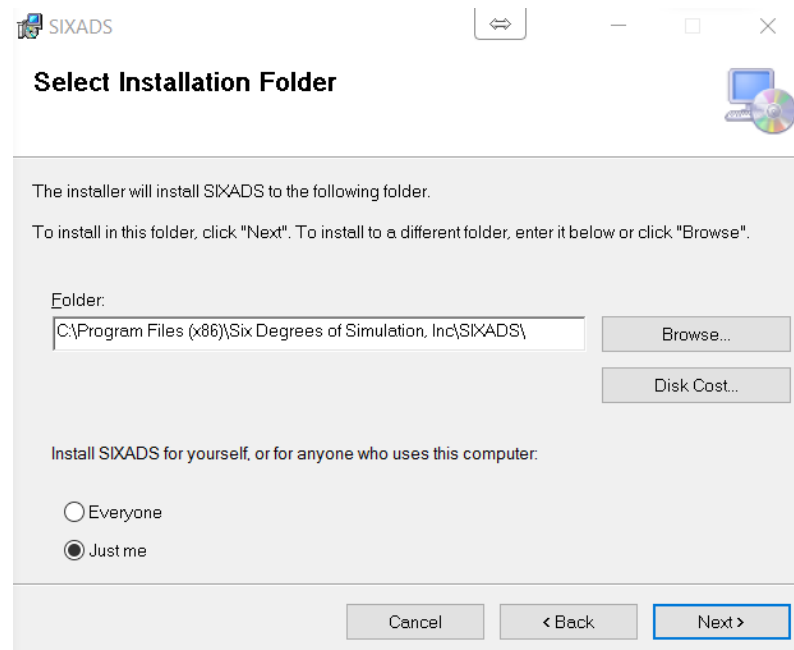 SIXADS
Select Installation Folder
The installer will install SIXADS to the following folder.
To install in this folder, click "Next". To install to a different folder, enter it below or click "Browse".
Folder:
C:\Program Files (x86)\Six Degrees of Simulation, Inc\SIXADS\
Browse...
Disk Cost...
Install SIXADS for yourself, or for anyone who uses this computer:
Everyone
Just me
Cancel
< Back
Next >